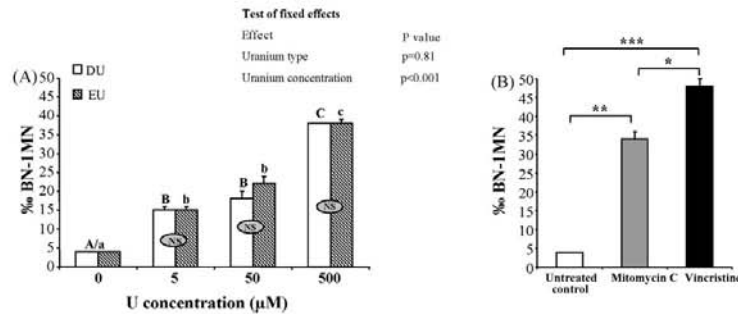 Test of fixed effects
Effect P value
Uranium type p=0.81
Uranium concentration p<0.001
(A)
DU
EU
‰ BN-1MN
50
45
40
35
30
25
20
15
10
5
0
A/a
B b
B b
C c
NS
NS
NS
0 5 50 500
U concentration (µM)
(B)
***
*
**
‰ BN-1MN
50
45
40
35
30
25
20
15
10
5
0
Untreated control Mitomycin C Vincristine